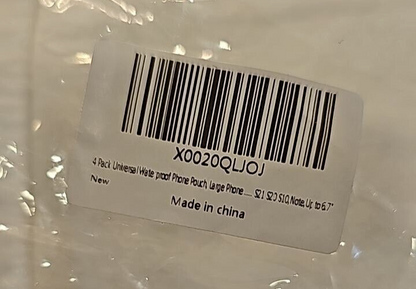 X0020QLJOJ
4 Pack Universal Waterproof Phone Pouch, Large Phone .... S21 S20 S10, Note, Up to 6.7"
New
Made in china